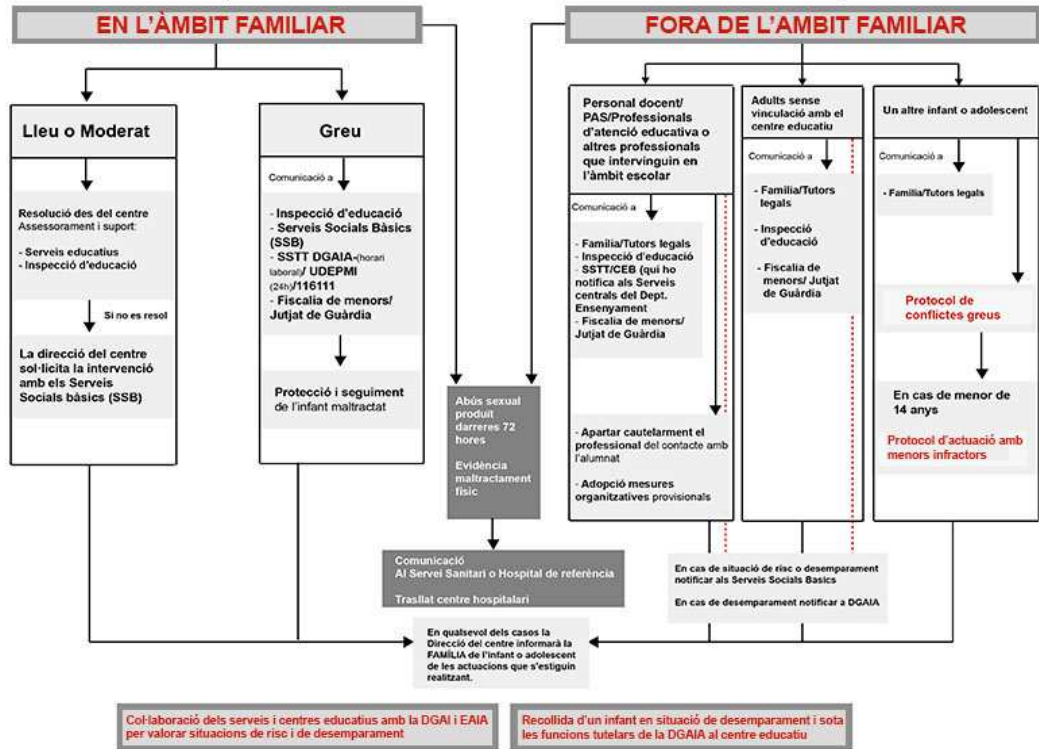 EN L'ÀMBIT FAMILIAR
FORA DE L'AMBIT FAMILIAR
Lleu o Moderat
Resolució des del centre
Assessorament i suport:
- Serveis educatius
- Inspecció d'educació
Si no es resol
La direcció del centre
sol·licita la intervenció
amb els Serveis
Socials bàsics (SSB)
Greu
Comunicació a
- Inspecció d'educació
- Serveis Socials Bàsics
(SSB)
- SSTT DGAIA-(horari
laboral)/ UDEPMI
(24h)/116111
- Fiscalia de menors/
Jutjat de Guàrdia
Protecció i seguiment
de l'infant maltractat
Abús sexual
produït
darreres 72
hores
Evidència
maltractament
físic
Comunicació
Al Servei Sanitari o Hospital de referència
Trasllat centre hospitalari
Personal docent/
PAS/Professionals
d'atenció educativa o
altres professionals
que intervinguin en
l'àmbit escolar
Comunicació a
- Familia/Tutors legals
- Inspecció d'educació
- SSTT/CEB (qui ho
notifica als Serveis
centrals del Dept.
Ensenyament
- Fiscalia de menors/
Jutjat de Guàrdia
- Apartar cautelarment el
professional del contacte amb
l'alumnat
- Adopció mesures
organitzatives provisionals
Adults sense
vinculació amb el
centre educatiu
Comunicació a
- Familia/Tutors
legals
- Inspecció
d'educació
- Fiscalia de
menors/ Jutjat
de Guàrdia
Un altre infant o adolescent
Comunicació a
- Familia/Tutors legals
Protocol de
conflictes greus
En cas de menor de
14 anys
Protocol d'actuació amb
menors infractors
En cas de situació de risc o desemparament
notificar als Serveis Socials Basics
En cas de desemparament notificar a DGAIA
En qualsevol dels casos la
Direcció del centre informarà la
FAMÍLIA de l'infant o adolescent
de les actuacions que s'estiguin
realitzant.
Col·laboració dels serveis i centres educatius amb la DGAI i EAIA
per valorar situacions de risc i de desemparament
Recollida d'un infant en situació de desemparament i sota
les funcions tutelars de la DGAIA al centre educatiu